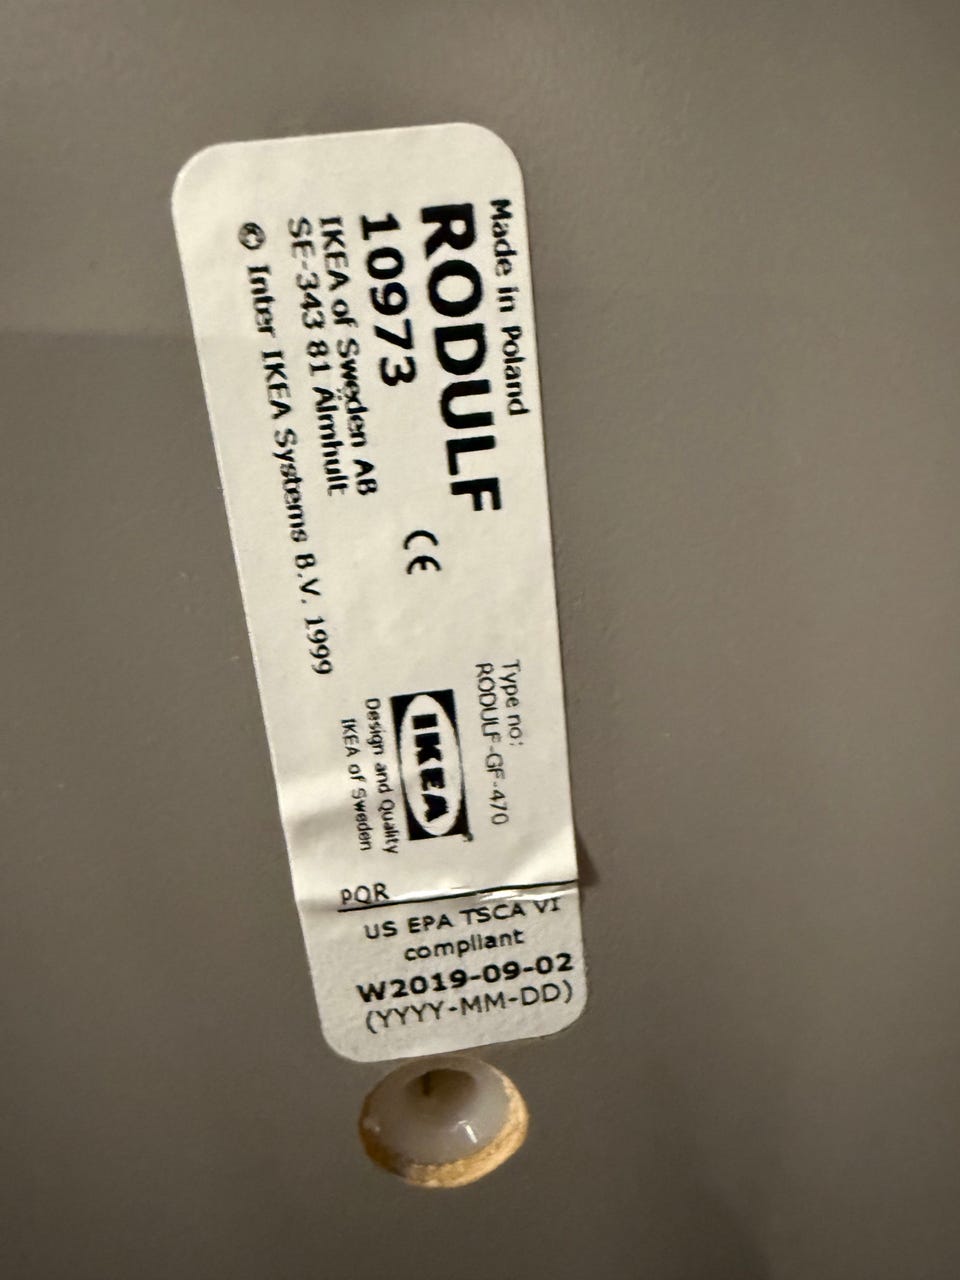 Made in Poland
RODULF
10973
IKEA of Sweden AB
SE-343 81 Älmhult
© Inter IKEA Systems B.V. 1999
CE
Type no:
RODULF-GF-470
IKEA
Design and Quality
IKEA of Sweden
PQR
US EPA TSCA VI
compliant
W2019-09-02
(YYYY-MM-DD)